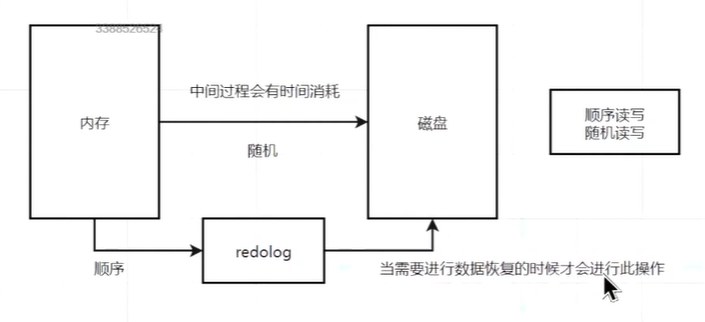 3388526524
中间过程会有时间消耗
内存
磁盘
顺序读写
随机读写
随机
redolog
顺序
当需要进行数据恢复的时候才会进行此操作